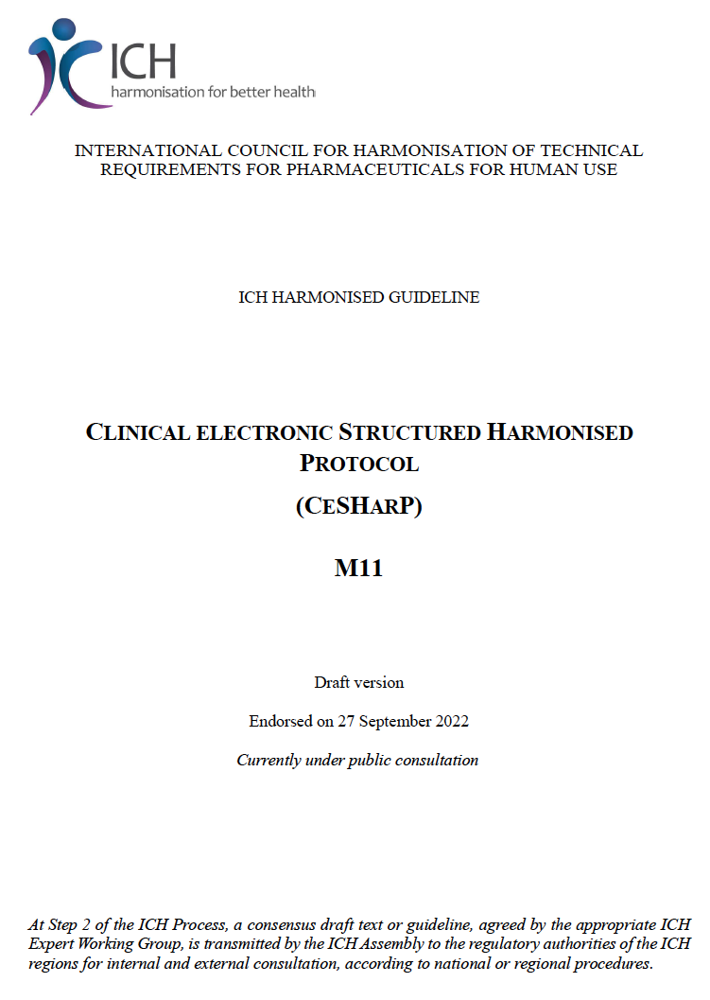 ICH
harmonisation for better health
INTERNATIONAL COUNCIL FOR HARMONISATION OF TECHNICAL
REQUIREMENTS FOR PHARMACEUTICALS FOR HUMAN USE
ICH HARMONISED GUIDELINE
CLINICAL ELECTRONIC STRUCTURED HARMONISED
PROTOCOL
(CESHARP)
M11
Draft version
Endorsed on 27 September 2022
Currently under public consultation
At Step 2 of the ICH Process, a consensus draft text or guideline, agreed by the appropriate ICH
Expert Working Group, is transmitted by the ICH Assembly to the regulatory authorities of the ICH
regions for internal and external consultation, according to national or regional procedures.